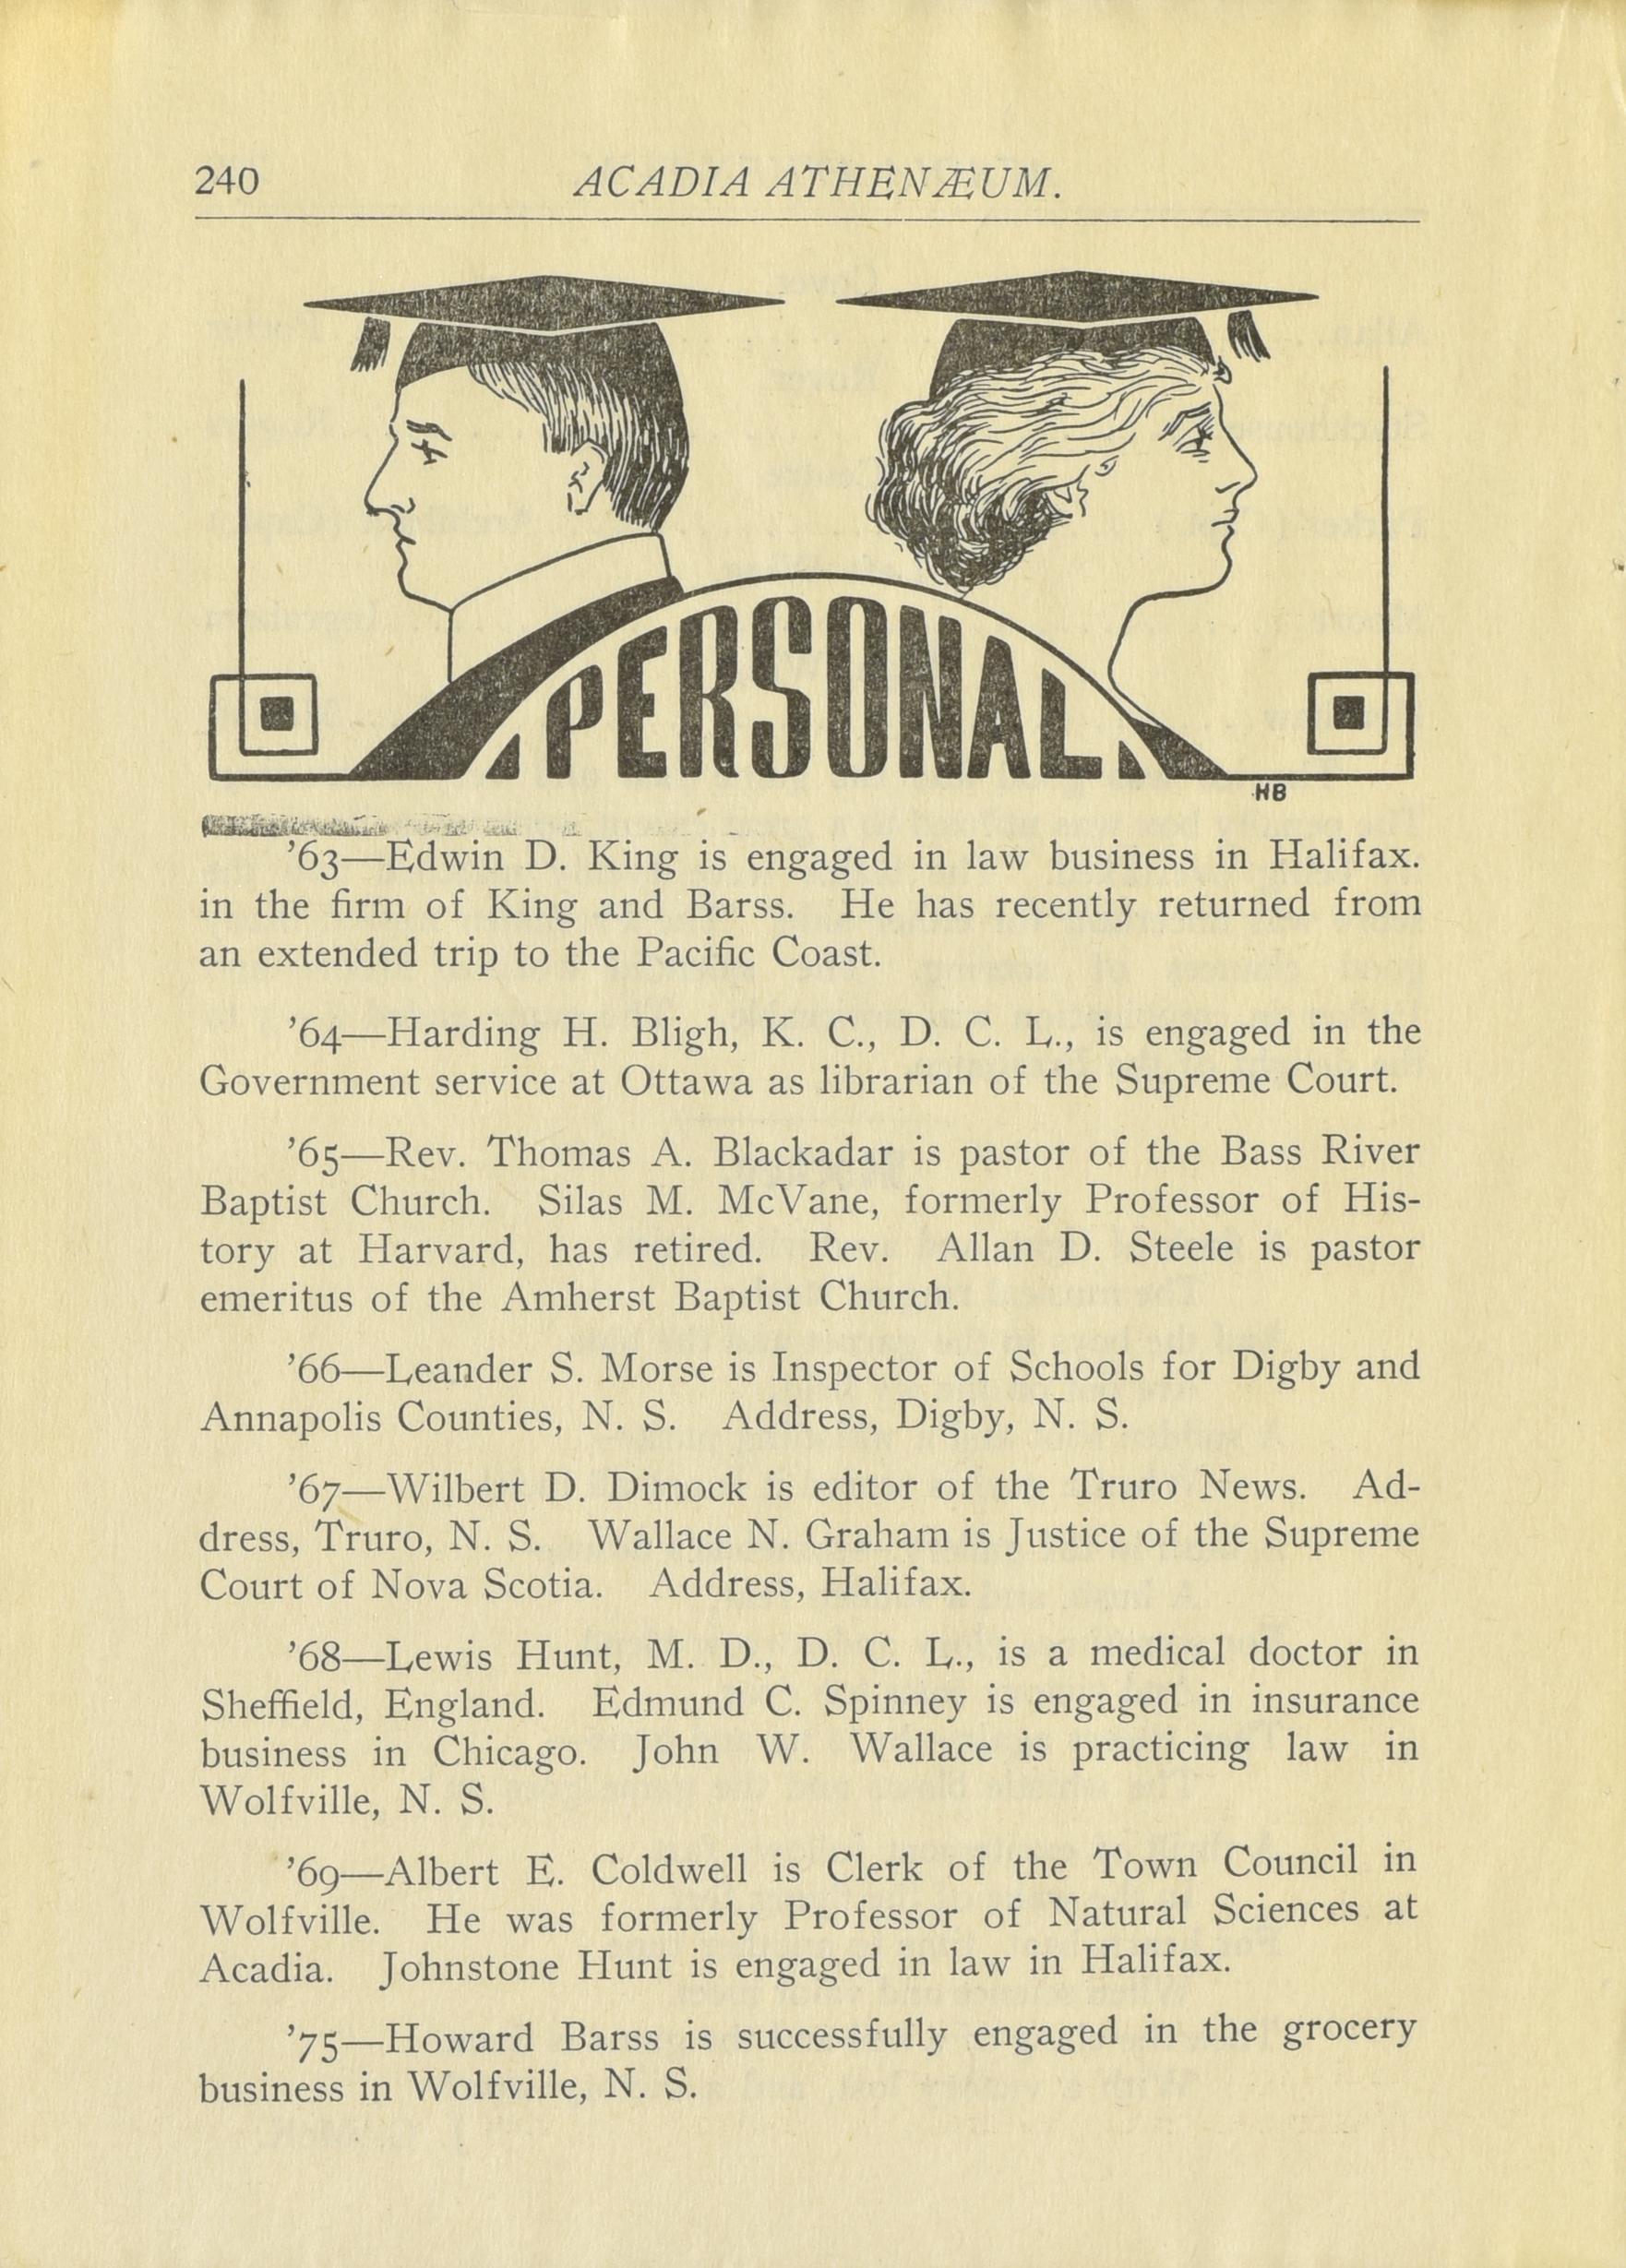 240
ACADIA ATHENÆUM.
PERSONAL
HB
’63—Edwin D. King is engaged in law business in Halifax.
in the firm of King and Barss. He has recently returned from
an extended trip to the Pacific Coast.
’64—Harding H. Bligh, K. C., D. C. L., is engaged in the
Government service at Ottawa as librarian of the Supreme Court.
’65—Rev. Thomas A. Blackadar is pastor of the Bass River
Baptist Church. Silas M. McVane, formerly Professor of His-
tory at Harvard, has retired. Rev. Allan D. Steele is pastor
emeritus of the Amherst Baptist Church.
’66—Leander S. Morse is Inspector of Schools for Digby and
Annapolis Counties, N. S. Address, Digby, N. S.
’67—Wilbert D. Dimock is editor of the Truro News. Ad-
dress, Truro, N. S. Wallace N. Graham is Justice of the Supreme
Court of Nova Scotia. Address, Halifax.
’68—Lewis Hunt, M. D., D. C. L., is a medical doctor in
Sheffield, England. Edmund C. Spinney is engaged in insurance
business in Chicago. John W. Wallace is practicing law in
Wolfville, N. S.
’69—Albert E. Coldwell is Clerk of the Town Council in
Wolfville. He was formerly Professor of Natural Sciences at
Acadia. Johnstone Hunt is engaged in law in Halifax.
’75—Howard Barss is successfully engaged in the grocery
business in Wolfville, N. S.